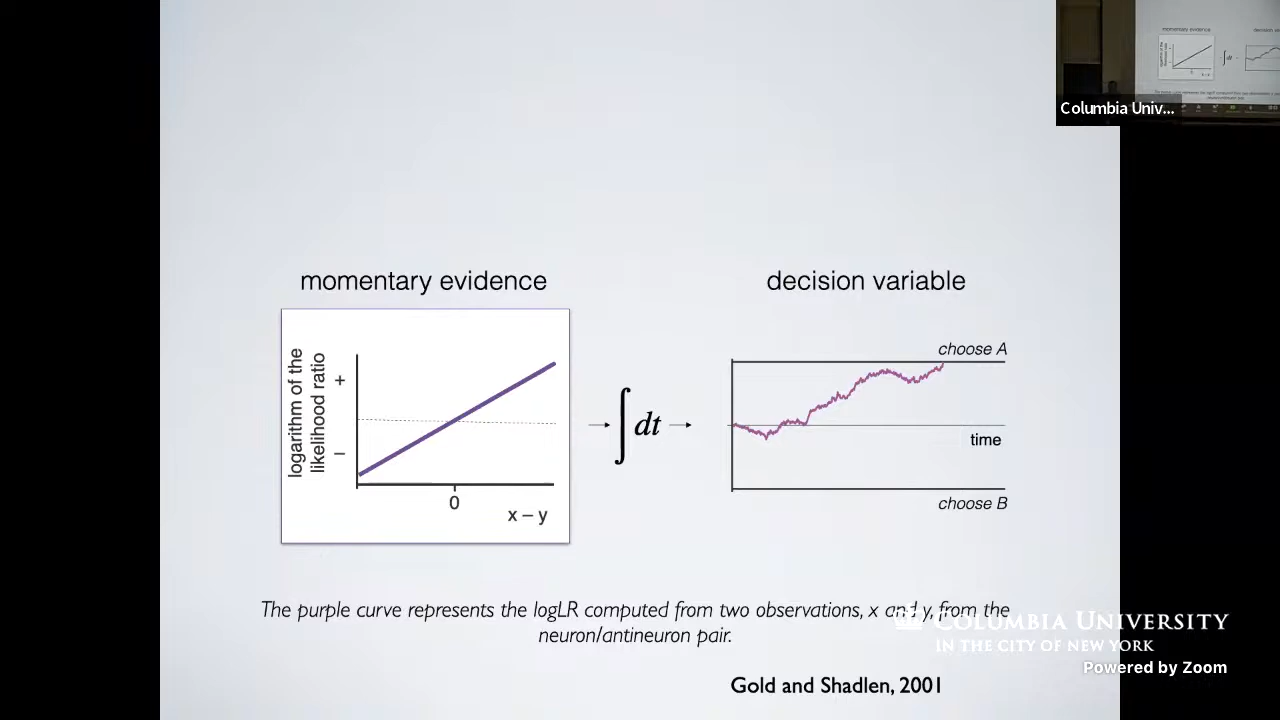 Columbia Univ...
momentary evidence
decision variable
logarithm of the
likelihood ratio
+
–
0
x – y
∫dt
choose A
time
choose B
The purple curve represents the logLR computed from two observations, x and y, from the
neuron/antineuron pair.
COLUMBIA UNIVERSITY
IN THE CITY OF NEW YORK
Powered by Zoom
Gold and Shadlen, 2001